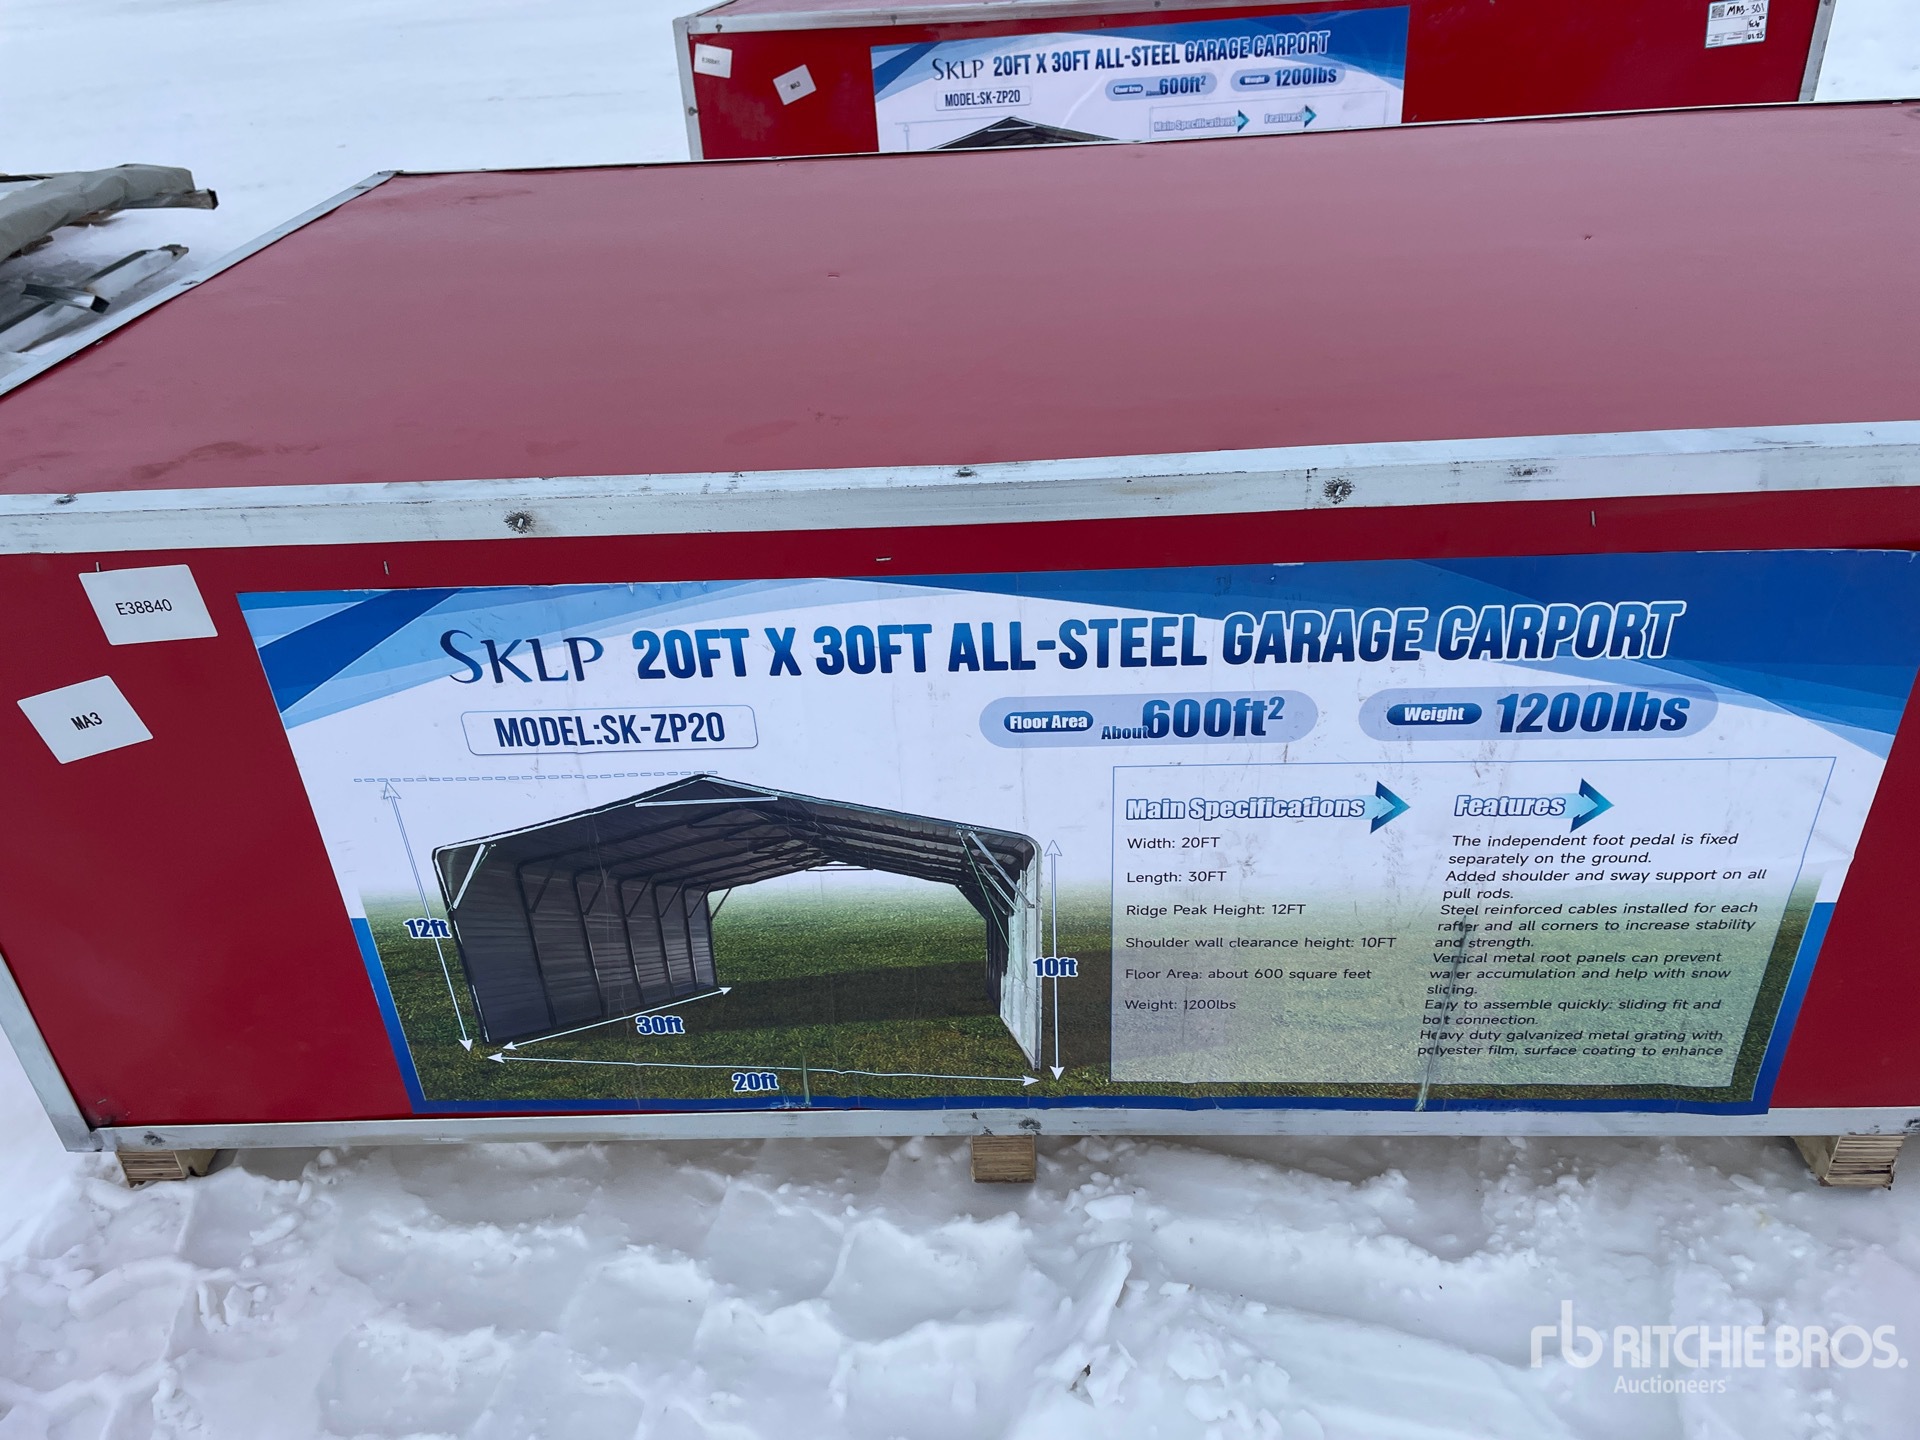 MA3-301
E38841
MA3
SKLP 20FT X 30FT ALL-STEEL GARAGE CARPORT
MODEL:SK-ZP20
Floor Area About 600ft² Weight 1200lbs
Main Specifications Features
E38840
MA3
SKLP 20FT X 30FT ALL-STEEL GARAGE CARPORT
MODEL:SK-ZP20
Floor Area About 600ft² Weight 1200lbs
12ft
30ft
20ft
10ft
Main Specifications
Width: 20FT
Length: 30FT
Ridge Peak Height: 12FT
Shoulder wall clearance height: 10FT
Floor Area: about 600 square feet
Weight: 1200lbs
Features
The independent foot pedal is fixed
separately on the ground.
Added shoulder and sway support on all
pull rods.
Steel reinforced cables installed for each
rafter and all corners to increase stability
and strength.
Vertical metal root panels can prevent
water accumulation and help with snow
slicing.
Easy to assemble quickly: sliding fit and
bolt connection.
Heavy duty galvanized metal grating with
polyester film, surface coating to enhance
rb RITCHIE BROS.
Auctioneers